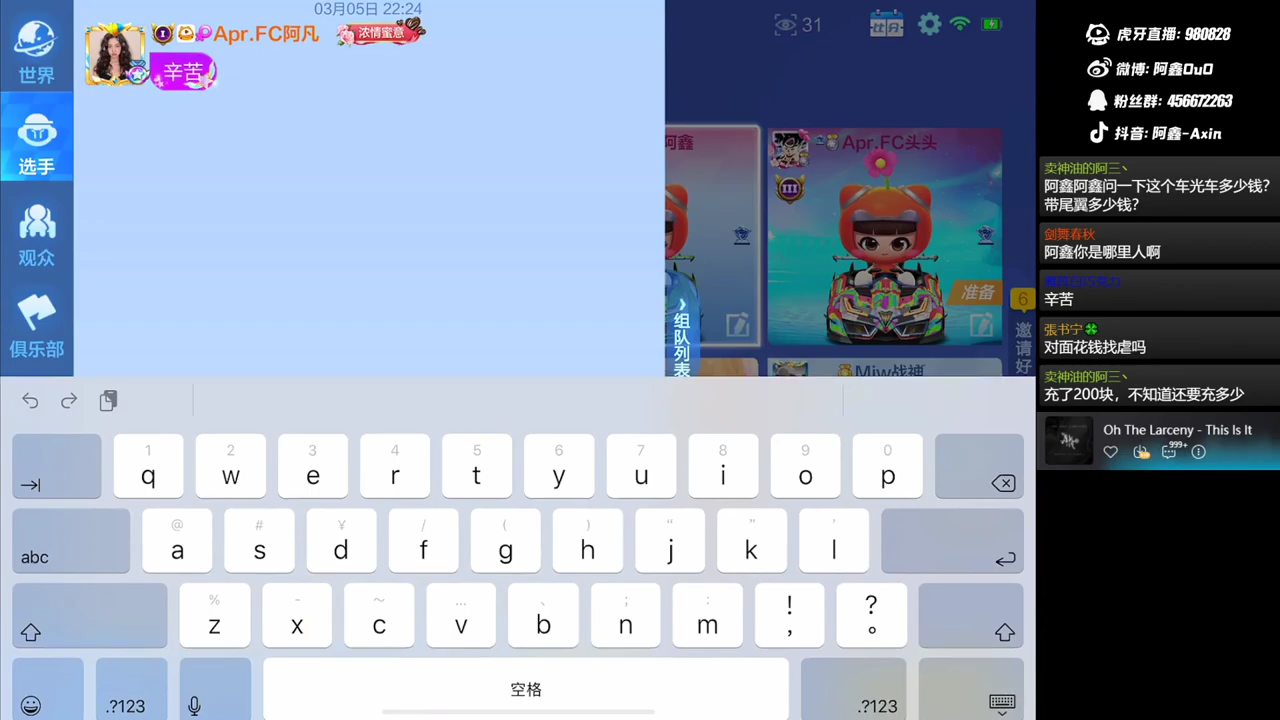 03月05日 22:24
世界
选手
观众
俱乐部
I
Apr.FC阿凡
浓情蜜意
辛苦
31
比分
阿鑫
Apr.FC头头
III
准备
组队列表
6
邀请好
Miw战神
1 2 3 4 5 6 7 8 9 0
q w e r t y u i o p
@ # ¥ / ( ) “ ” '
abc a s d f g h j k l
% - ~ … 、 ; : ! ?
z x c v b n m , 。
.?123 空格 .?123
虎牙直播: 980828
微博: 阿鑫OuO
粉丝群: 456672263
抖音: 阿鑫-Axin
卖神油的阿三丶
阿鑫阿鑫问一下这个车光车多少钱?
带尾翼多少钱?
剑舞春秋
阿鑫你是哪里人啊
辛苦
張书宁🍀
对面花钱找虐吗
卖神油的阿三丶
充了200块，不知道还要充多少
Oh The Larceny - This Is It
999+